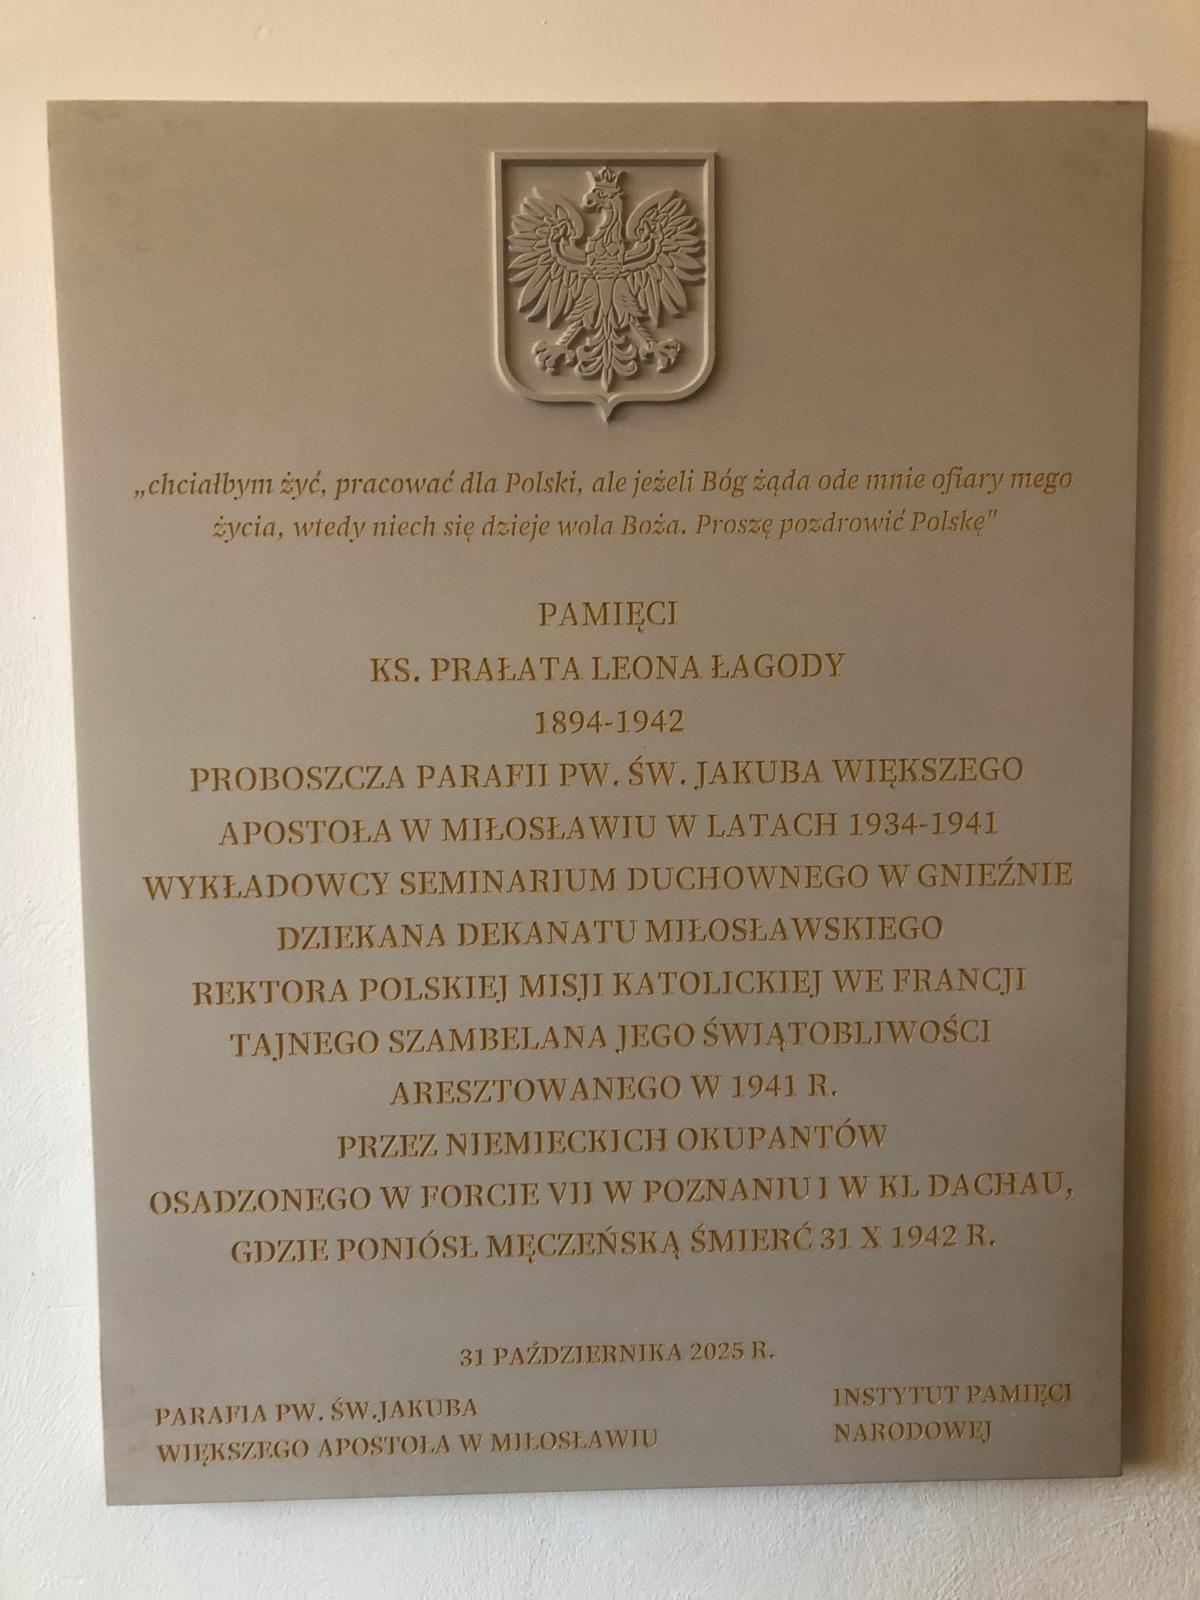 „chciałbym żyć, pracować dla Polski, ale jeżeli Bóg żąda ode mnie ofiary mego
życia, wtedy niech się dzieje wola Boża. Proszę pozdrowić Polskę"
PAMIĘCI
KS. PRAŁATA LEONA ŁAGODY
1894-1942
PROBOSZCZA PARAFII PW. ŚW. JAKUBA WIĘKSZEGO
APOSTOŁA W MIŁOSŁAWIU W LATACH 1934-1941
WYKŁADOWCY SEMINARIUM DUCHOWNEGO W GNIEŹNIE
DZIEKANA DEKANATU MIŁOSŁAWSKIEGO
REKTORA POLSKIEJ MISJI KATOLICKIEJ WE FRANCJI
TAJNEGO SZAMBELANA JEGO ŚWIĄTOBLIWOŚCI
ARESZTOWANEGO W 1941 R.
PRZEZ NIEMIECKICH OKUPANTÓW
OSADZONEGO W FORCIE VII W POZNANIU I W KL DACHAU,
GDZIE PONIÓSŁ MĘCZEŃSKĄ ŚMIERĆ 31 X 1942 R.
31 PAŹDZIERNIKA 2025 R.
PARAFIA PW. ŚW.JAKUBA
WIĘKSZEGO APOSTOŁA W MIŁOSŁAWIU
INSTYTUT PAMIĘCI
NARODOWEJ